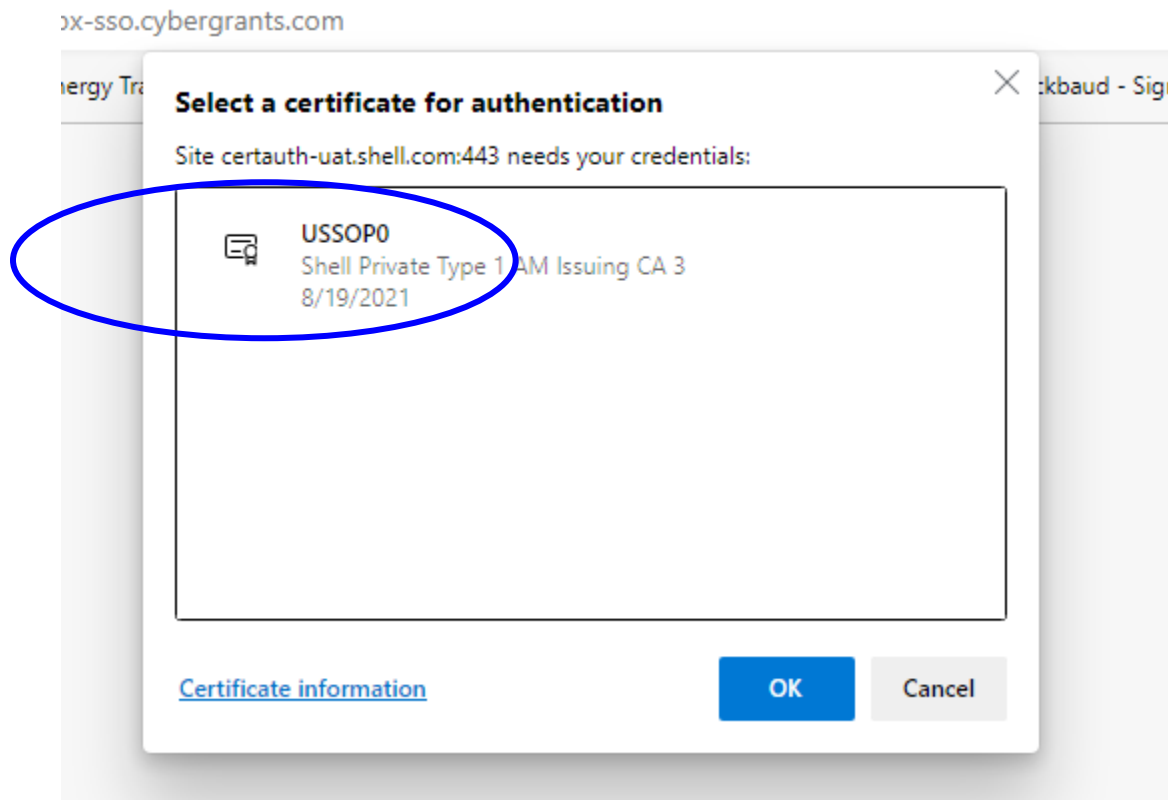 ox-sso.cybergrants.com
nergy Tra
ckbaud - Sign
Select a certificate for authentication
Site certauth-uat.shell.com:443 needs your credentials:
USSOP0
Shell Private Type 1 AM Issuing CA 3
8/19/2021
Certificate information
OK
Cancel